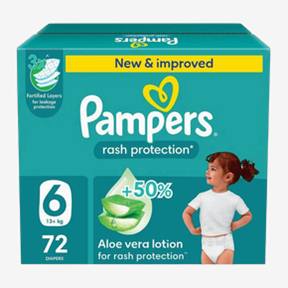 New & improved
3x
Fortified Layers
for leakage
protection
Pampers
rash protection*
6
13+ kg
72
DIAPERS
+50%
Aloe vera lotion
for rash protection